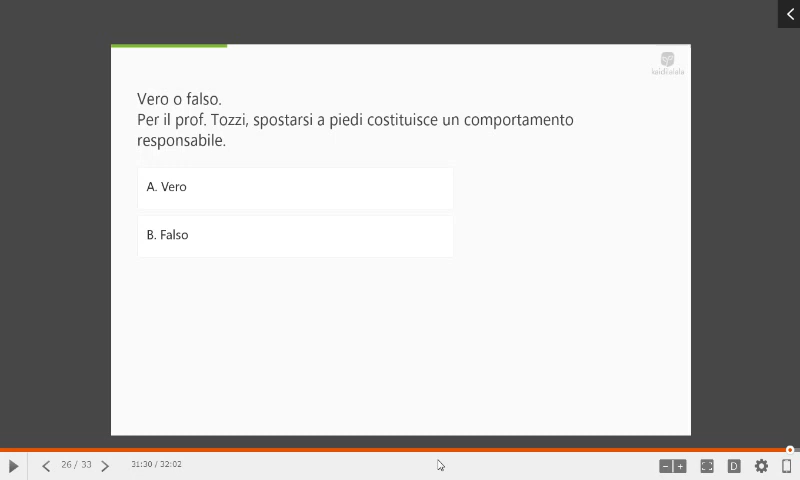 Vero o falso.
Per il prof. Tozzi, spostarsi a piedi costituisce un comportamento
responsabile.
A. Vero
B. Falso
26 / 33
31:30 / 32:02
D